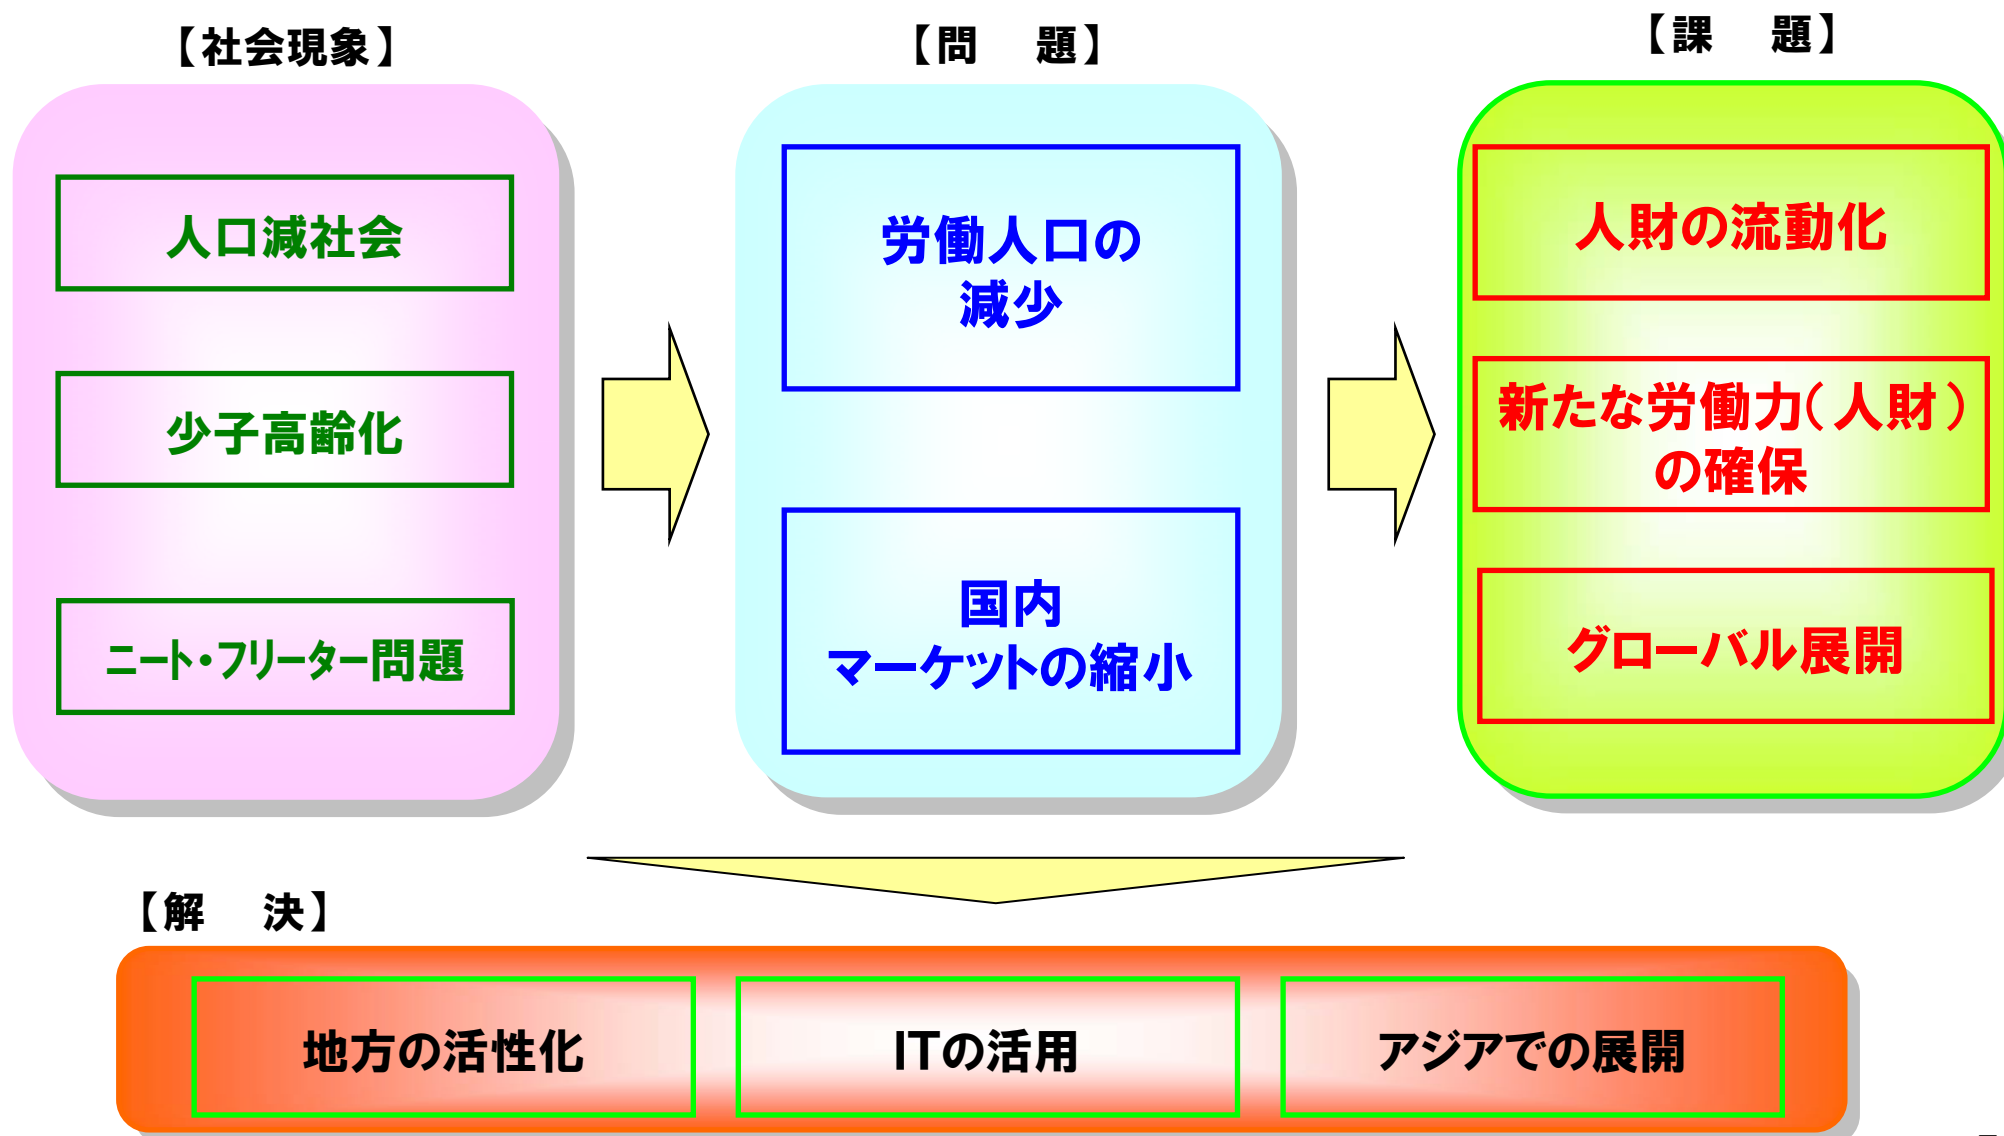 【社会現象】
人口減社会
少子高齢化
ニート・フリーター問題
【問　題】
労働人口の
減少
国内
マーケットの縮小
【課　題】
人財の流動化
新たな労働力(人財)
の確保
グローバル展開
【解　決】
地方の活性化
ITの活用
アジアでの展開